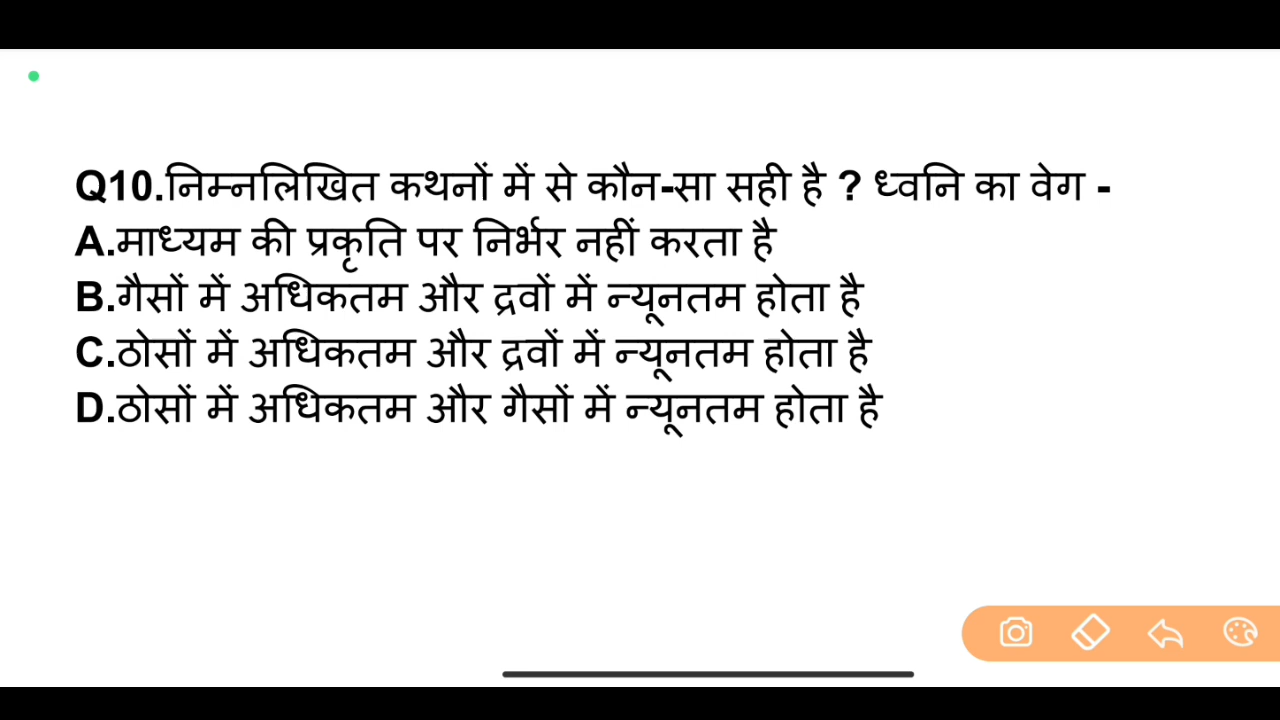 Q10.निम्नलिखित कथनों में से कौन-सा सही है ? ध्वनि का वेग -
A.माध्यम की प्रकृति पर निर्भर नहीं करता है
B.गैसों में अधिकतम और द्रवों में न्यूनतम होता है
C.ठोसों में अधिकतम और द्रवों में न्यूनतम होता है
D.ठोसों में अधिकतम और गैसों में न्यूनतम होता है